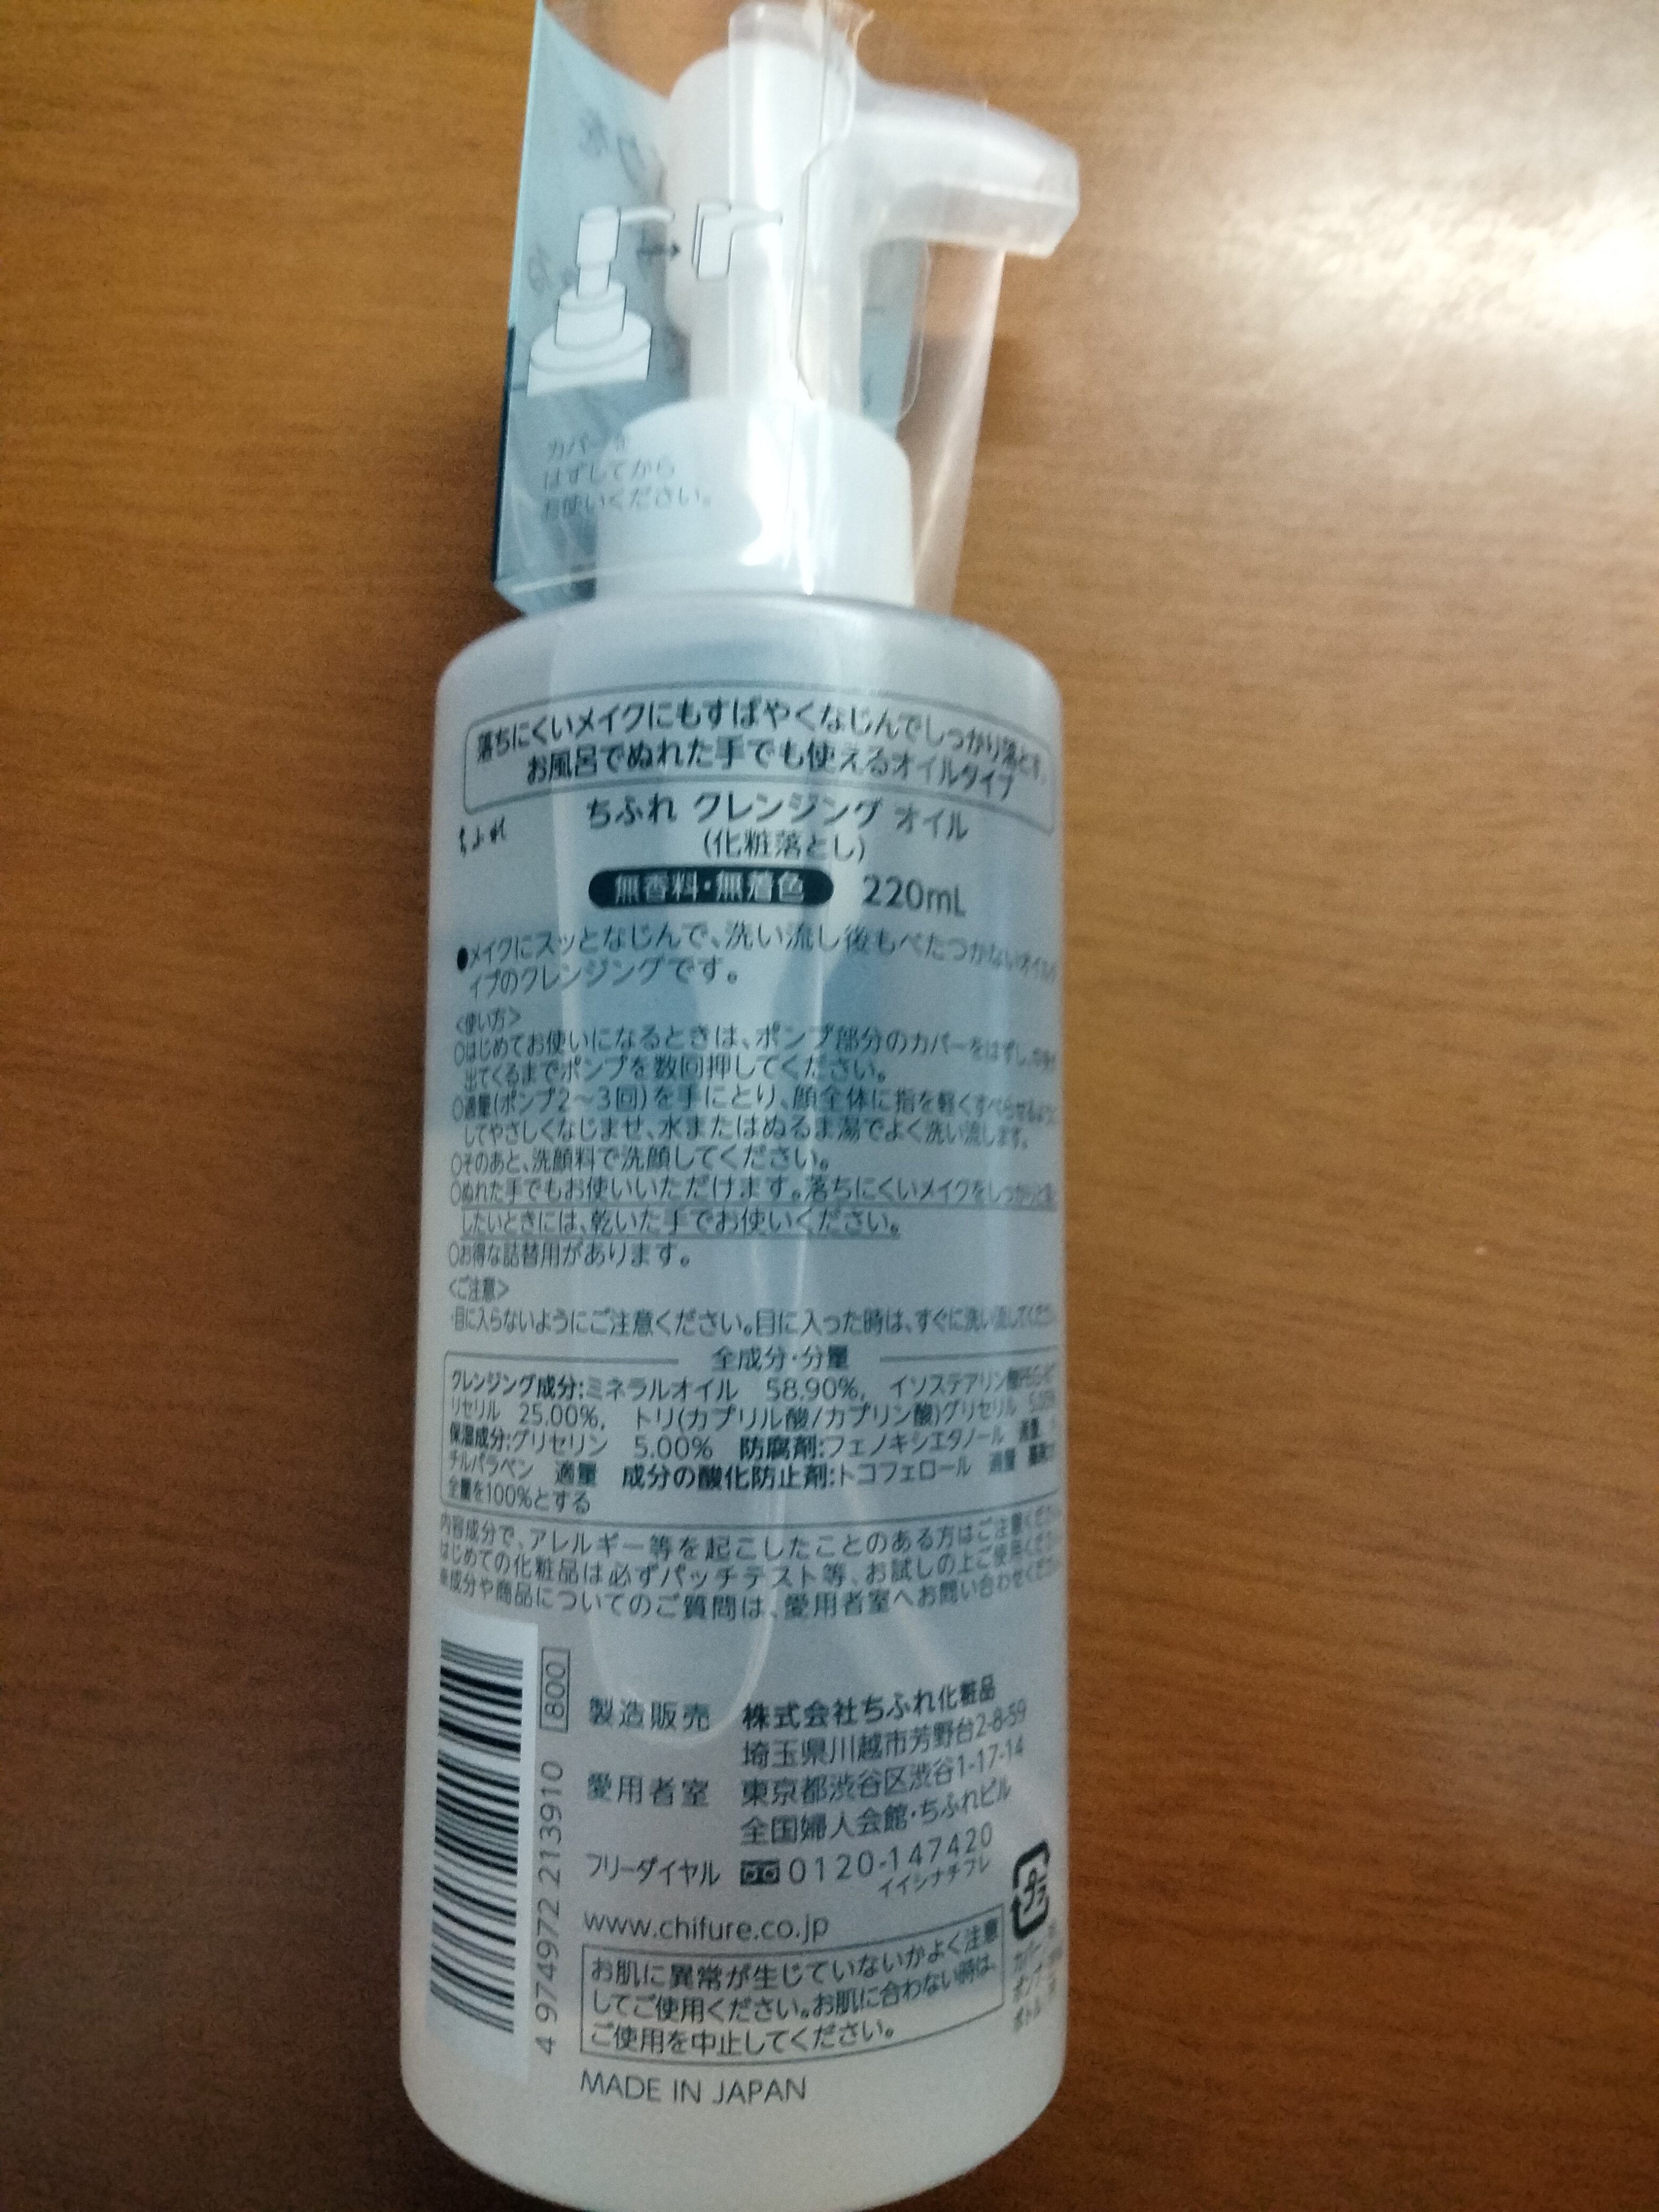 カバーを
はずしてから
お使いください。
落ちにくいメイクにもすばやくなじんでしっかり落とす、
お風呂でぬれた手でも使えるオイルタイプ
ちふれ
ちふれ クレンジング オイル
(化粧落とし)
無香料・無着色 220mL
●メイクにスッとなじんで、洗い流し後もべたつかないオイルタ
イプのクレンジングです。
<使い方>
○はじめてお使いになるときは、ポンプ部分のカバーをはずし、
出てくるまでポンプを数回押してください。
○適量(ポンプ2〜3回)を手にとり、顔全体に指を軽くすべらせるように
してやさしくなじませ、水またはぬるま湯でよく洗い流します。
○そのあと、洗顔料で洗顔してください。
○ぬれた手でもお使いいただけます。落ちにくいメイクをしっかり
したいときには、乾いた手でお使いください。
○お得な詰替用があります。
<ご注意>
・目に入らないようにご注意ください。目に入った時は、すぐに洗い流してください
全成分・分量
クレンジング成分:ミネラルオイル 58.90%, イソステアリン酸
リセリル 25.00%, トリ(カプリル酸/カプリン酸)グリセリル
保湿成分:グリセリン 5.00% 防腐剤:フェノキシエタノール 適量
チルパラベン 適量 成分の酸化防止剤:トコフェロール 適量
全量を100%とする
内容成分で、アレルギー等を起こしたことのある方はご注意ください
はじめての化粧品は必ずパッチテスト等、お試しの上ご使用ください
※成分や商品についてのご質問は、愛用者室へお問い合わせください
800
4 974972 213910
製造販売 株式会社ちふれ化粧品
埼玉県川越市芳野台2-8-59
愛用者室 東京都渋谷区渋谷1-17-14
全国婦人会館・ちふれビル
フリーダイヤル 0120-147420
イイシナチフレ
www.chifure.co.jp
プラ
お肌に異常が生じていないかよく注意
してご使用ください。お肌に合わない時は、
ご使用を中止してください。
MADE IN JAPAN